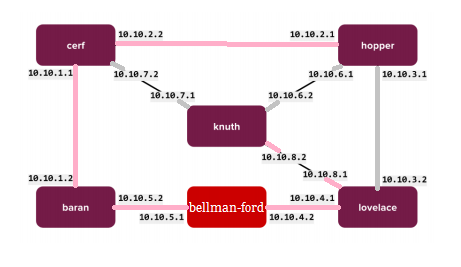 10.10.2.2
10.10.2.1
cerf
hopper
10.10.1.1
10.10.7.2
10.10.6.1
10.10.3.1
10.10.7.1
10.10.6.2
knuth
10.10.8.2
10.10.1.2
10.10.8.1
10.10.3.2
10.10.5.2
10.10.4.1
baran
bellman-ford
lovelace
10.10.5.1
10.10.4.2